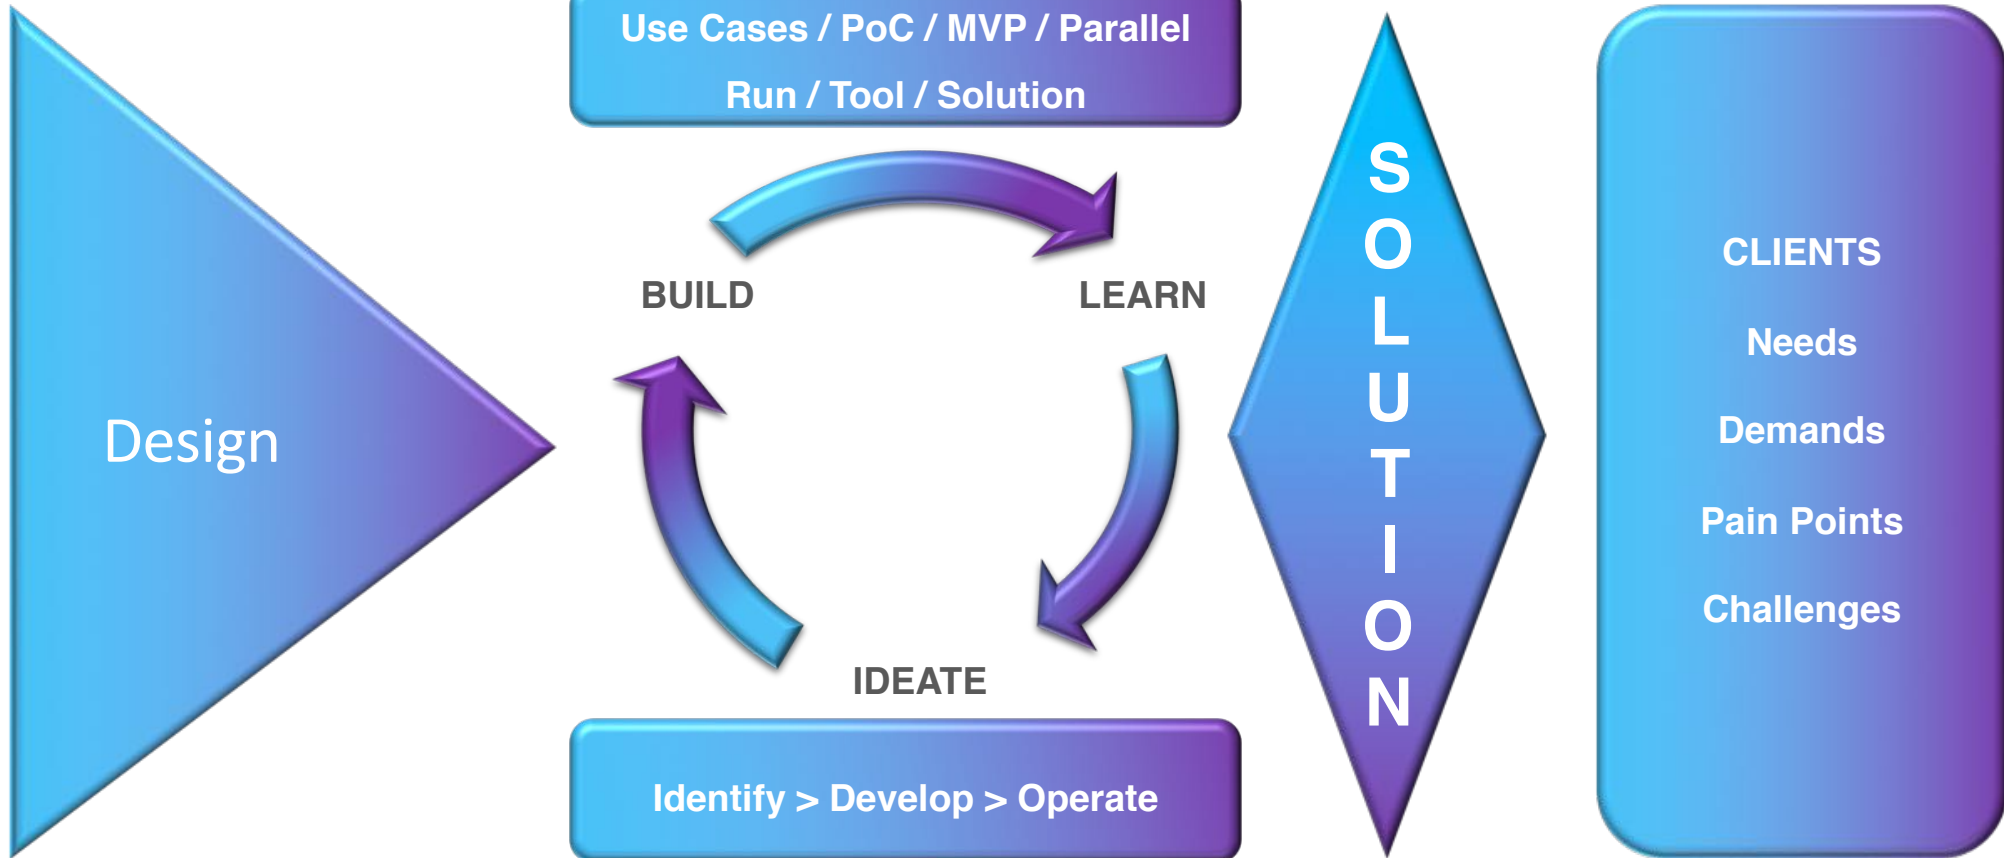 Design
Use Cases / PoC / MVP / Parallel
Run / Tool / Solution
BUILD
LEARN
IDEATE
Identify > Develop > Operate
SOLUTION
CLIENTS
Needs
Demands
Pain Points
Challenges